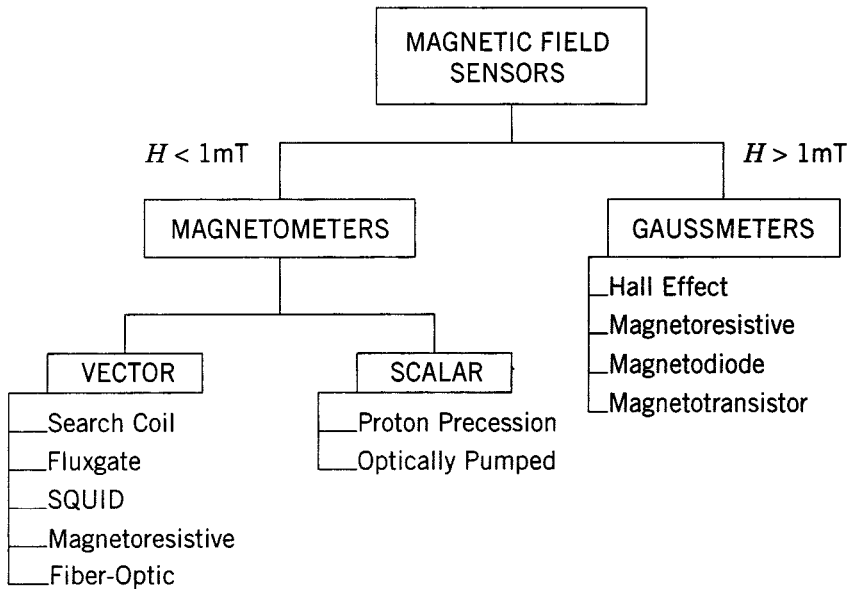 MAGNETIC FIELD
SENSORS
H < 1mT
H > 1mT
MAGNETOMETERS
GAUSSMETERS
Hall Effect
Magnetoresistive
Magnetodiode
Magnetotransistor
VECTOR
SCALAR
Search Coil
Fluxgate
SQUID
Magnetoresistive
Fiber-Optic
Proton Precession
Optically Pumped